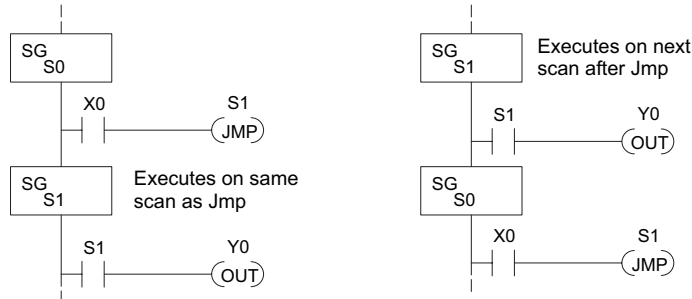 SG
S0
X0
S1
JMP
SG
S1
Executes on same
scan as Jmp
S1
Y0
OUT
SG
S1
Executes on next
scan after Jmp
S1
Y0
OUT
SG
S0
X0
S1
JMP